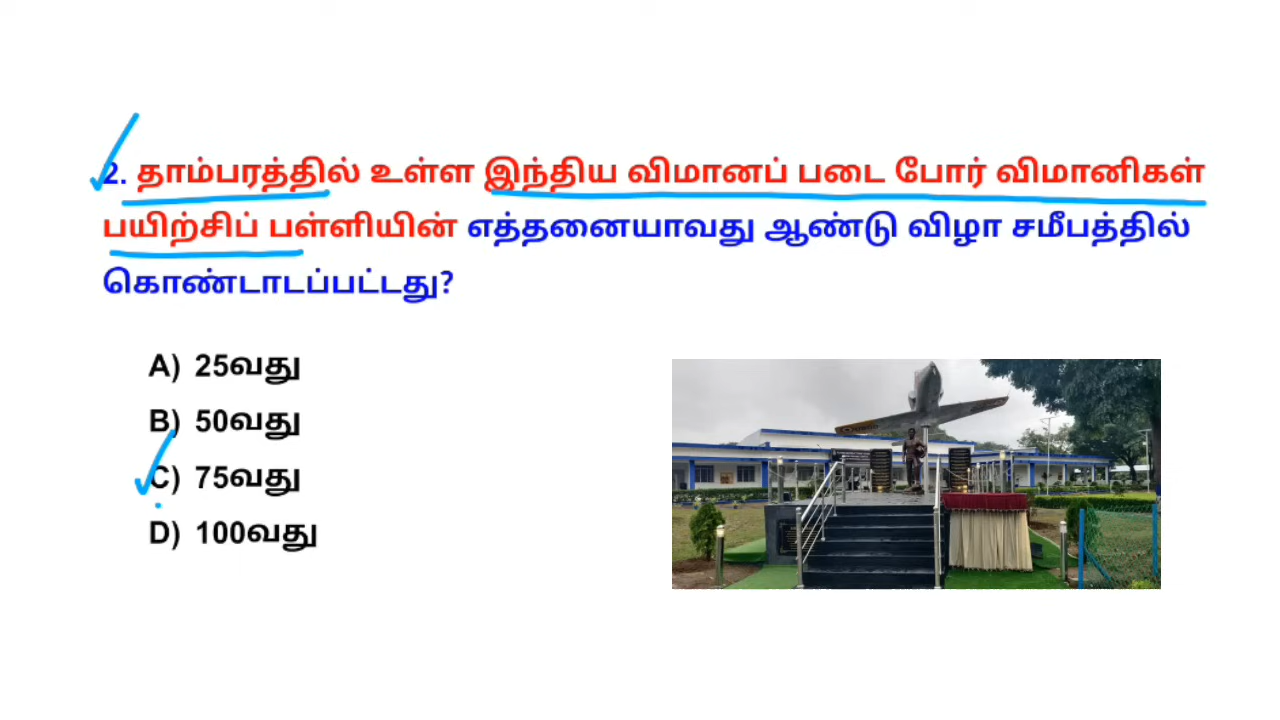 2. தாம்பரத்தில் உள்ள இந்திய விமானப் படை போர் விமானிகள்
பயிற்சிப் பள்ளியின் எத்தனையாவது ஆண்டு விழா சமீபத்தில்
கொண்டாடப்பட்டது?
A) 25வது
B) 50வது
C) 75வது
D) 100வது